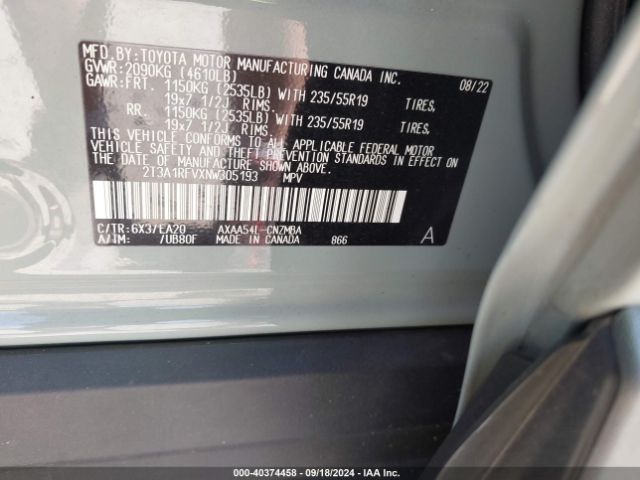 MFD.BY:TOYOTA MOTOR MANUFACTURING CANADA INC. 08/22
GVWR:2090KG (4610LB)
GAWR:FRT. 1150KG (2535LB) WITH 235/55R19 TIRES,
19x7 1/2J RIMS.
RR. 1150KG (2535LB) WITH 235/55R19 TIRES,
19x7 1/2J RIMS.
THIS VEHICLE CONFORMS TO ALL APPLICABLE FEDERAL MOTOR
VEHICLE SAFETY, BUMPER, AND THEFT PREVENTION STANDARDS IN EFFECT ON
THE DATE OF MANUFACTURE SHOWN ABOVE.
2T3A1RFVXNW305193 MPV
C/TR:6X3/EA20 AXAA54L-CNZMBA
A/TM: /UB80F MADE IN CANADA 866 A
000-40374458 - 09/18/2024 - IAA Inc.